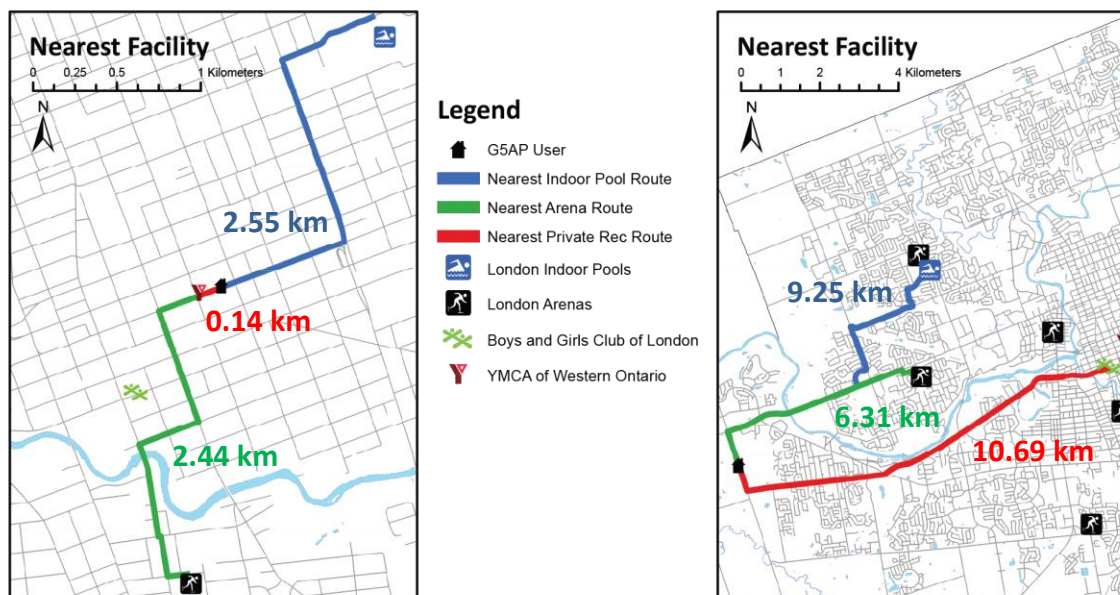 Nearest Facility
0 0.25 0.5 1 Kilometers
N
2.55 km
0.14 km
2.44 km
Legend
G5AP User
Nearest Indoor Pool Route
Nearest Arena Route
Nearest Private Rec Route
London Indoor Pools
London Arenas
Boys and Girls Club of London
YMCA of Western Ontario
Nearest Facility
0 1 2 4 Kilometers
N
9.25 km
6.31 km
10.69 km